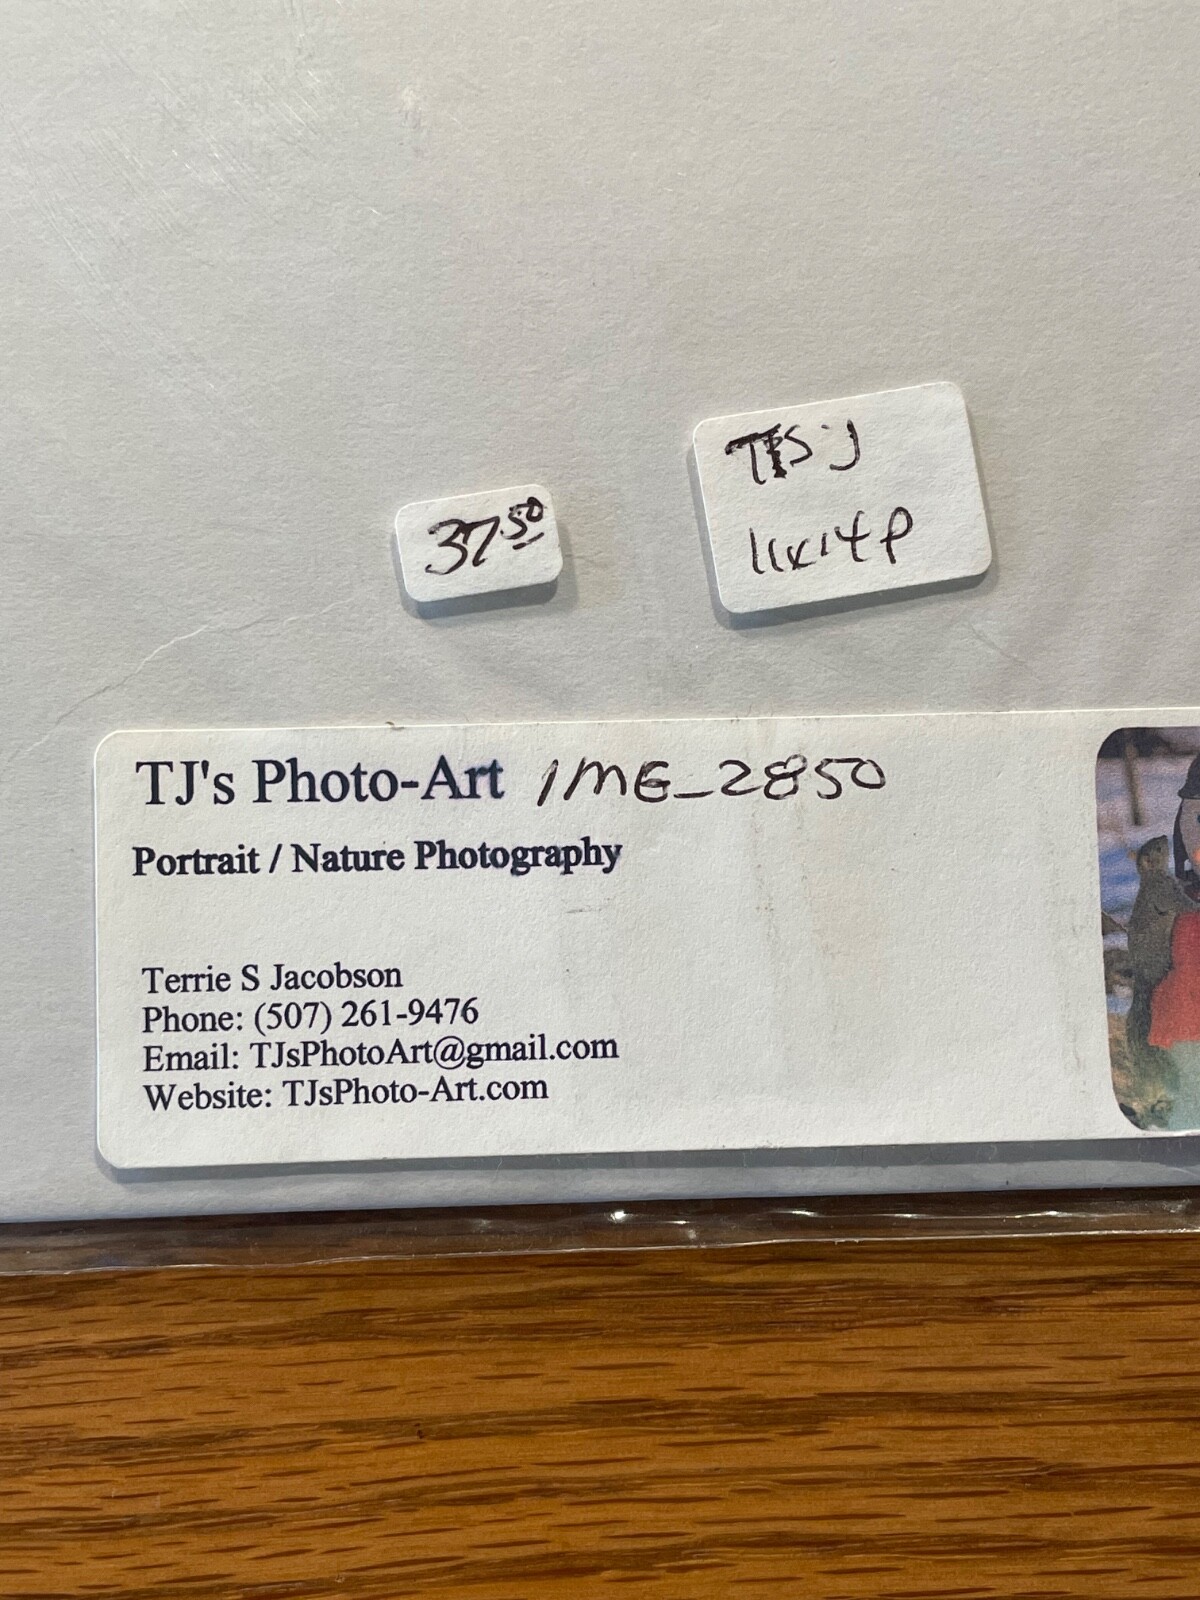 37.50
TSJ
11x14 P
TJ's Photo-Art IMG_2850
Portrait / Nature Photography
Terrie S Jacobson
Phone: (507) 261-9476
Email: TJsPhotoArt@gmail.com
Website: TJsPhoto-Art.com